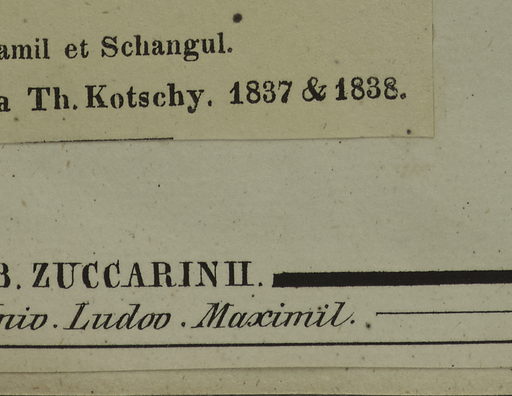 amil et Schangul.
a Th. Kotschy. 1837 & 1838.
B. ZUCCARINII.
niv. Ludov. Maximil.